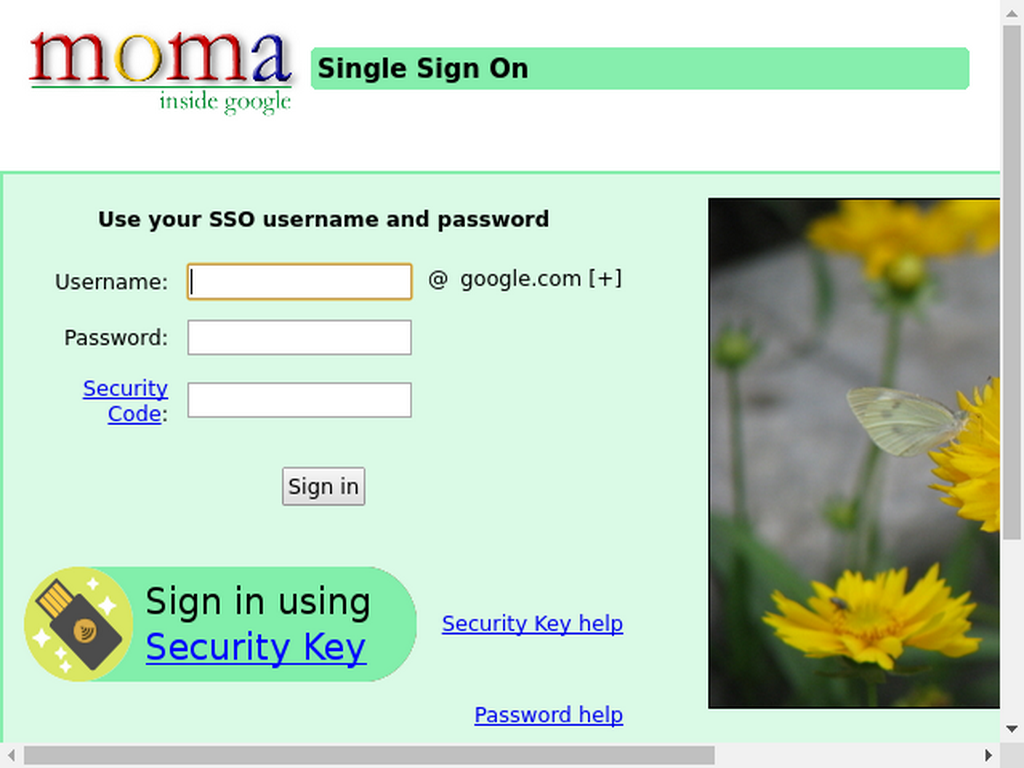 moma
inside google
Single Sign On
Use your SSO username and password
Username:
@ google.com [+]
Password:
Security
Code:
Sign in
Sign in using
Security Key
Security Key help
Password help